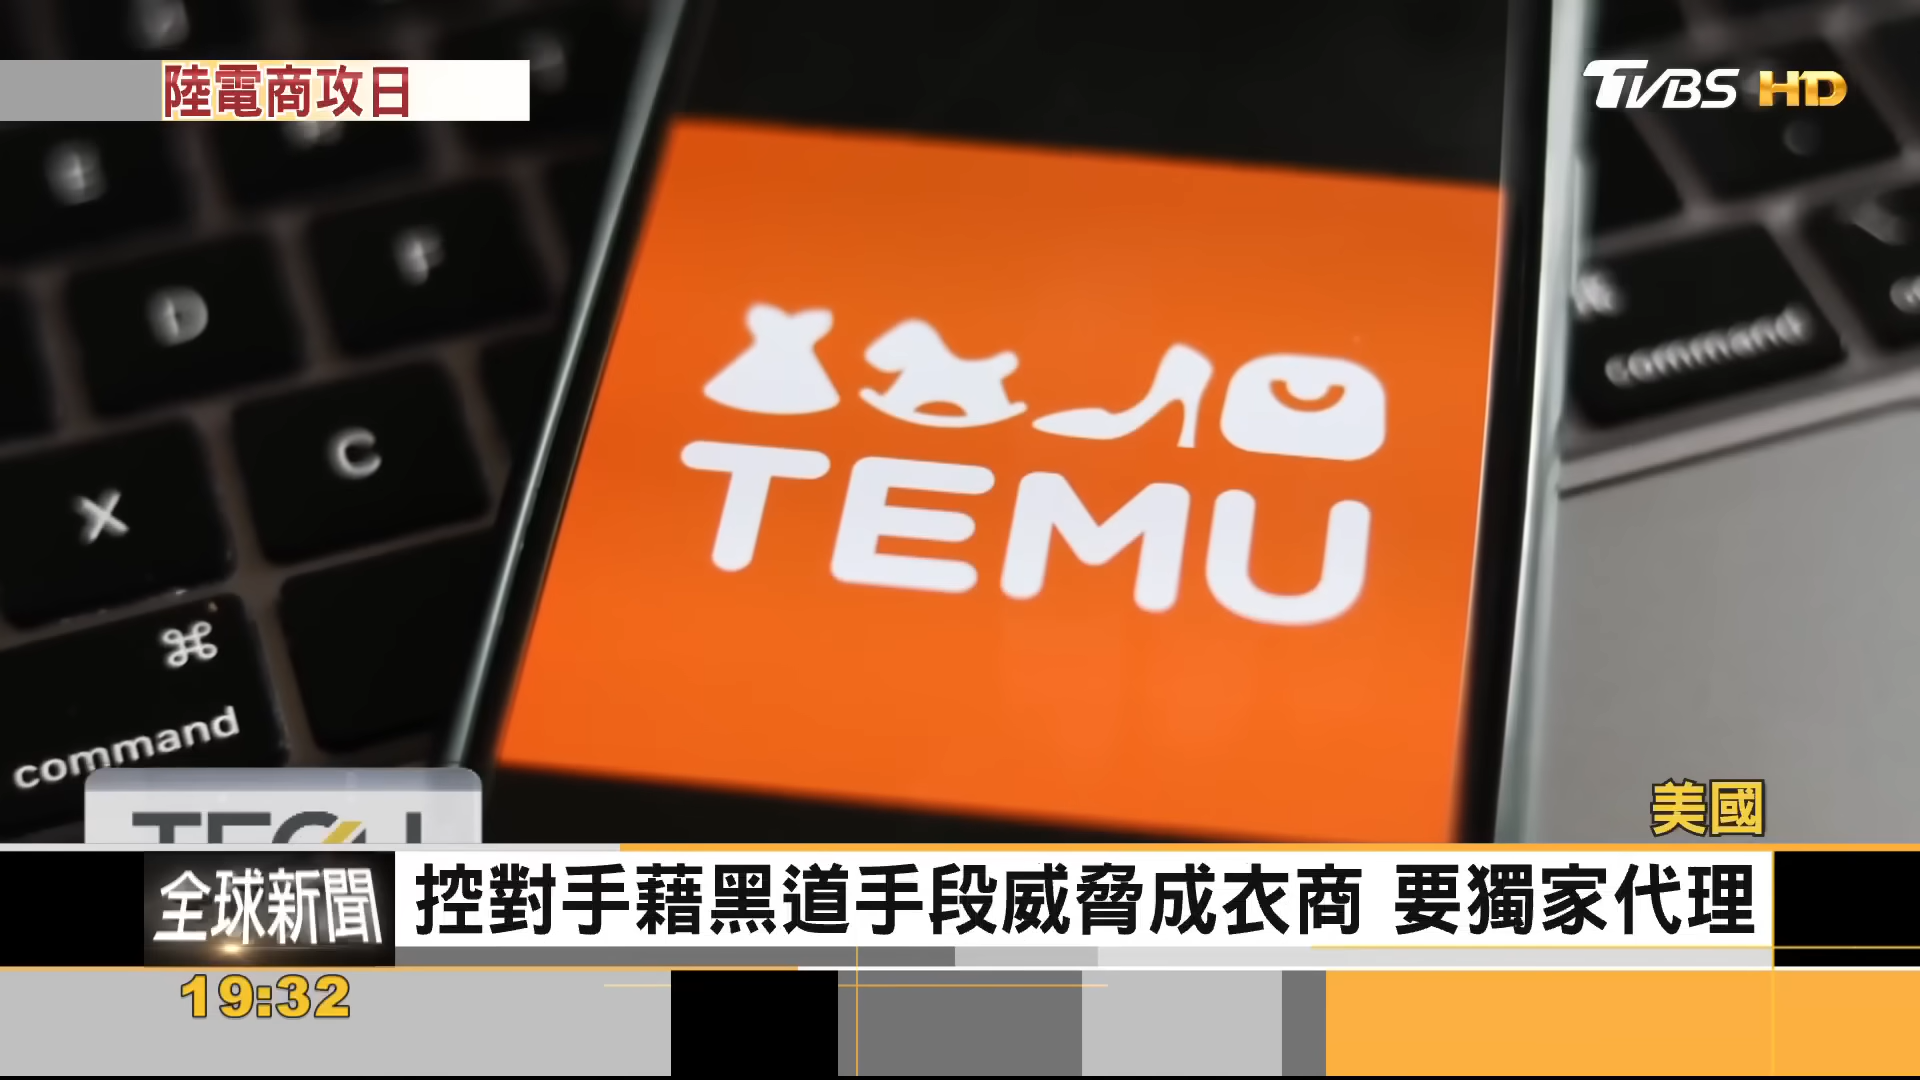 陸電商攻日
TVBS HD
E
D
F
X
C
⌘
command
command
TEMU
TECH
美國
全球新聞
控對手藉黑道手段威脅成衣商 要獨家代理
19:32